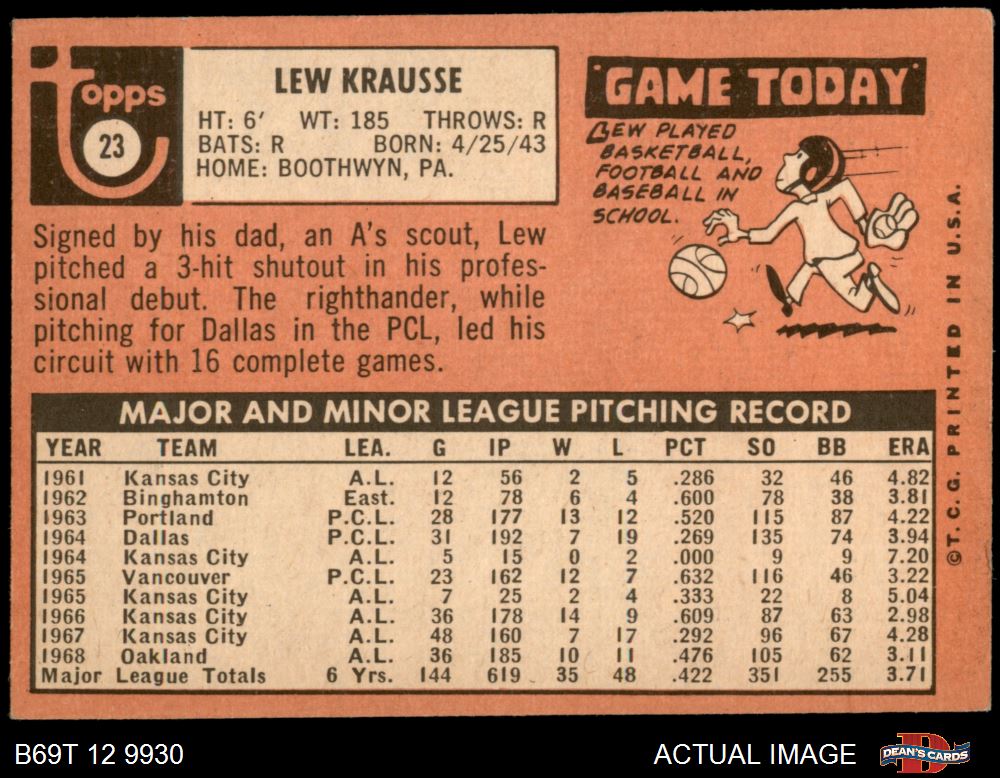 Topps
23
LEW KRAUSSE
HT: 6' WT: 185 THROWS: R
BATS: R BORN: 4/25/43
HOME: BOOTHWYN, PA.
Signed by his dad, an A's scout, Lew
pitched a 3-hit shutout in his profes-
sional debut. The righthander, while
pitching for Dallas in the PCL, led his
circuit with 16 complete games.
"GAME TODAY"
LEW PLAYED
BASKETBALL,
FOOTBALL AND
BASEBALL IN
SCHOOL.
©T. C. G. PRINTED IN U.S.A.
MAJOR AND MINOR LEAGUE PITCHING RECORD
YEAR TEAM LEA. G IP W L PCT SO BB ERA
1961 Kansas City A.L. 12 56 2 5 .286 32 46 4.82
1962 Binghamton East. 12 78 6 4 .600 78 38 3.81
1963 Portland P.C.L. 28 177 13 12 .520 115 87 4.22
1964 Dallas P.C.L. 31 192 7 19 .269 135 74 3.94
1964 Kansas City A.L. 5 15 0 2 .000 9 9 7.20
1965 Vancouver P.C.L. 23 162 12 7 .632 116 46 3.22
1965 Kansas City A.L. 7 25 2 4 .333 22 8 5.04
1966 Kansas City A.L. 36 178 14 9 .609 87 63 2.98
1967 Kansas City A.L. 48 160 7 17 .292 96 67 4.28
1968 Oakland A.L. 36 185 10 11 .476 105 62 3.11
Major League Totals 6 Yrs. 144 619 35 48 .422 351 255 3.71
B69T 12 9930
ACTUAL IMAGE
D
DEAN'S CARDS